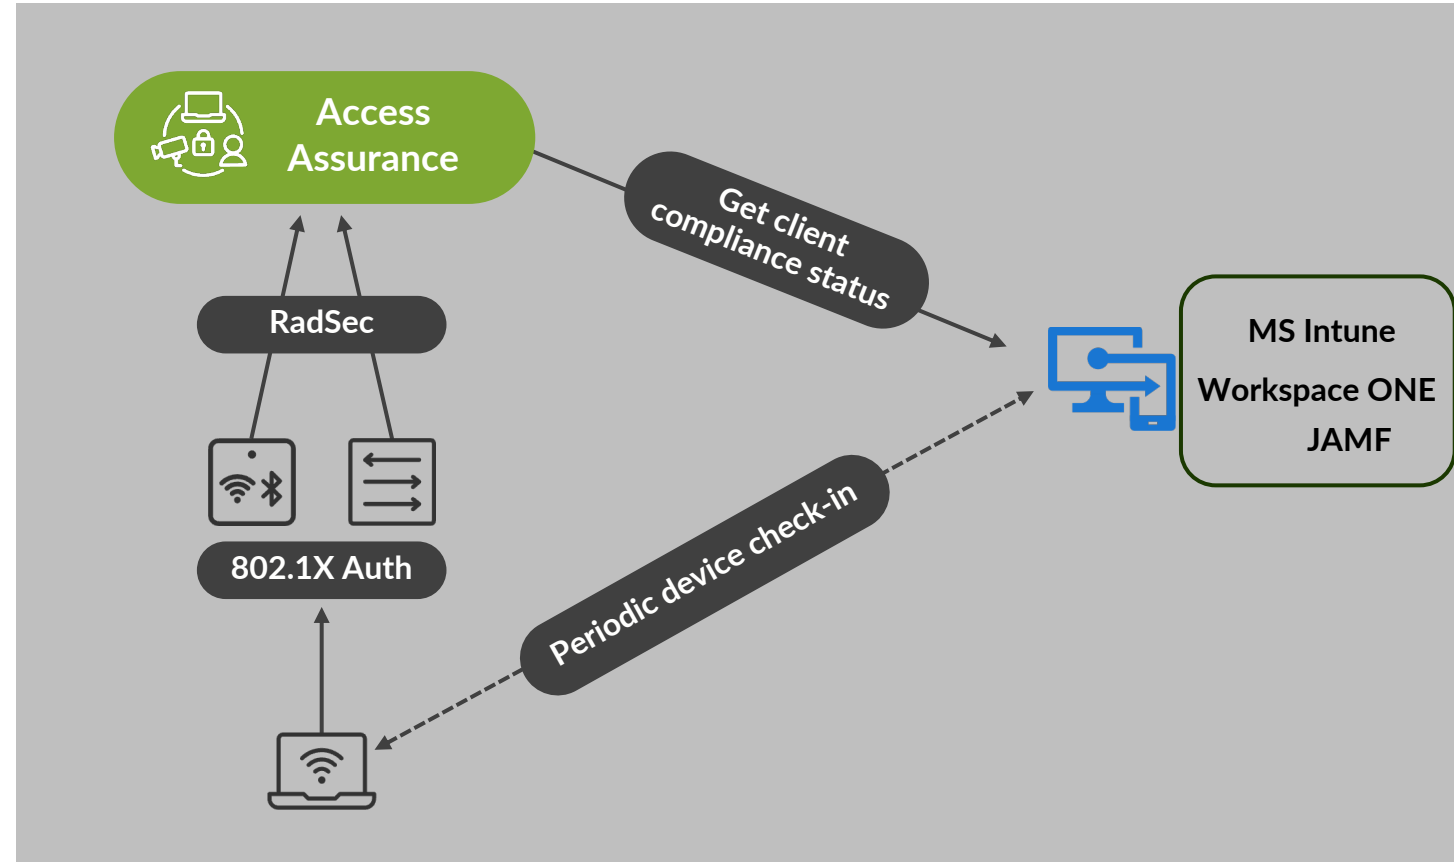 Access
Assurance
Get client
compliance status
RadSec
MS Intune
Workspace ONE
JAMF
802.1X Auth
Periodic device check-in